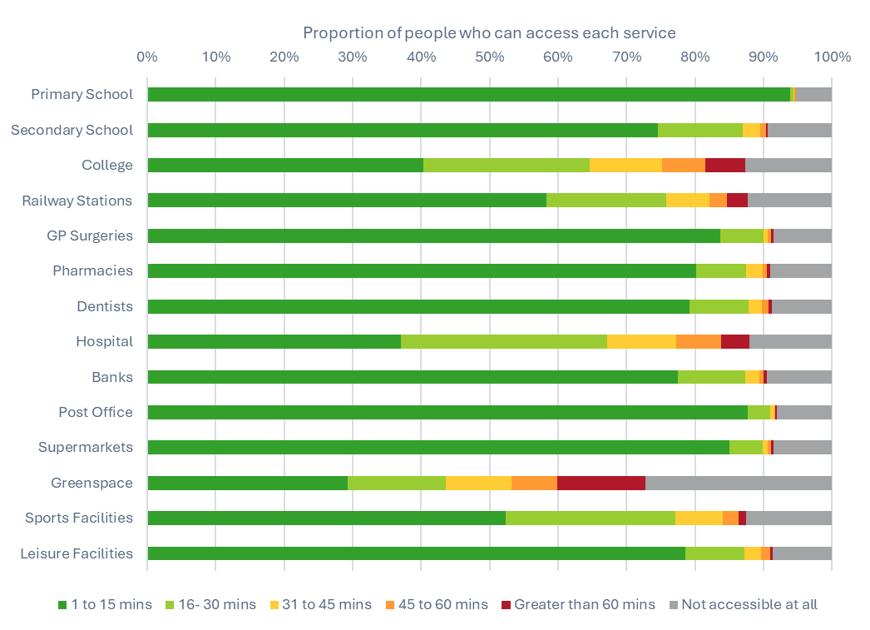 Proportion of people who can access each service
0% 10% 20% 30% 40% 50% 60% 70% 80% 90% 100%
Primary School
Secondary School
College
Railway Stations
GP Surgeries
Pharmacies
Dentists
Hospital
Banks
Post Office
Supermarkets
Greenspace
Sports Facilities
Leisure Facilities
1 to 15 mins 16- 30 mins 31 to 45 mins 45 to 60 mins Greater than 60 mins Not accessible at all